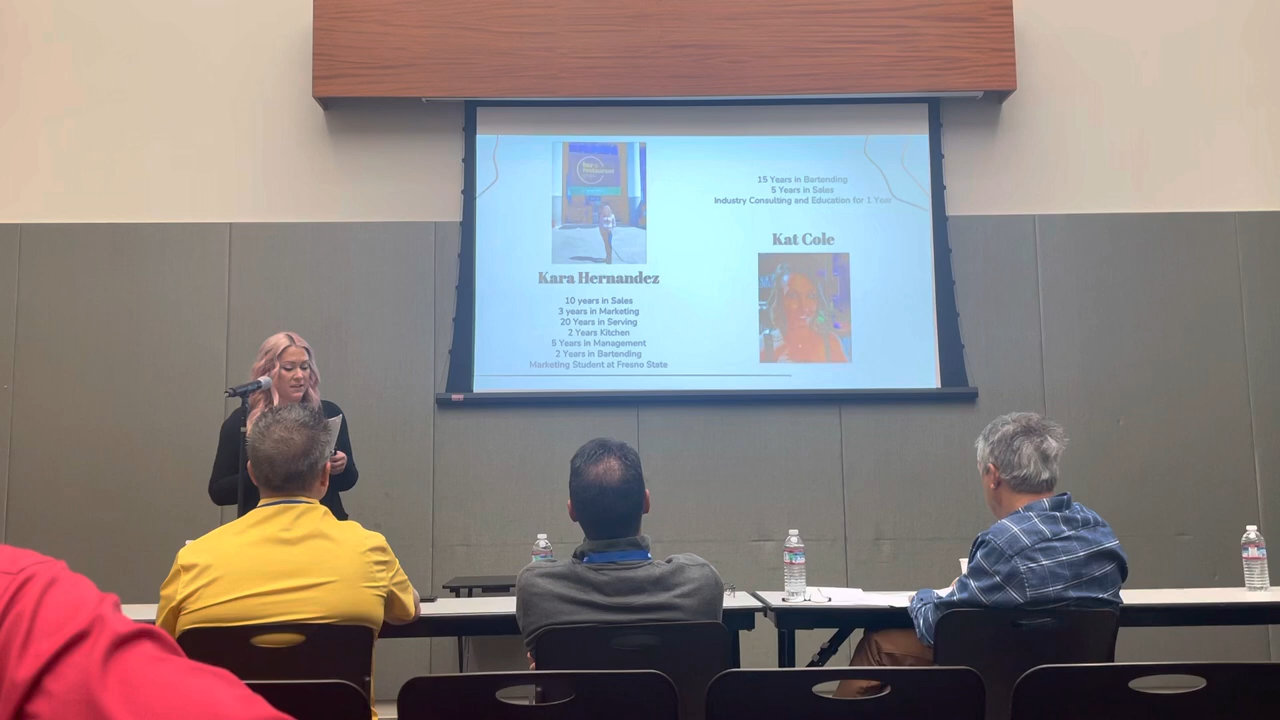 Bar &
Restaurant
Kara Hernandez
10 years in Sales
3 years in Marketing
20 Years in Serving
2 Years Kitchen
5 Years in Management
2 Years in Bartending
Marketing Student at Fresno State
15 Years in Bartending
5 Years in Sales
Industry Consulting and Education for 1 Year
Kat Cole